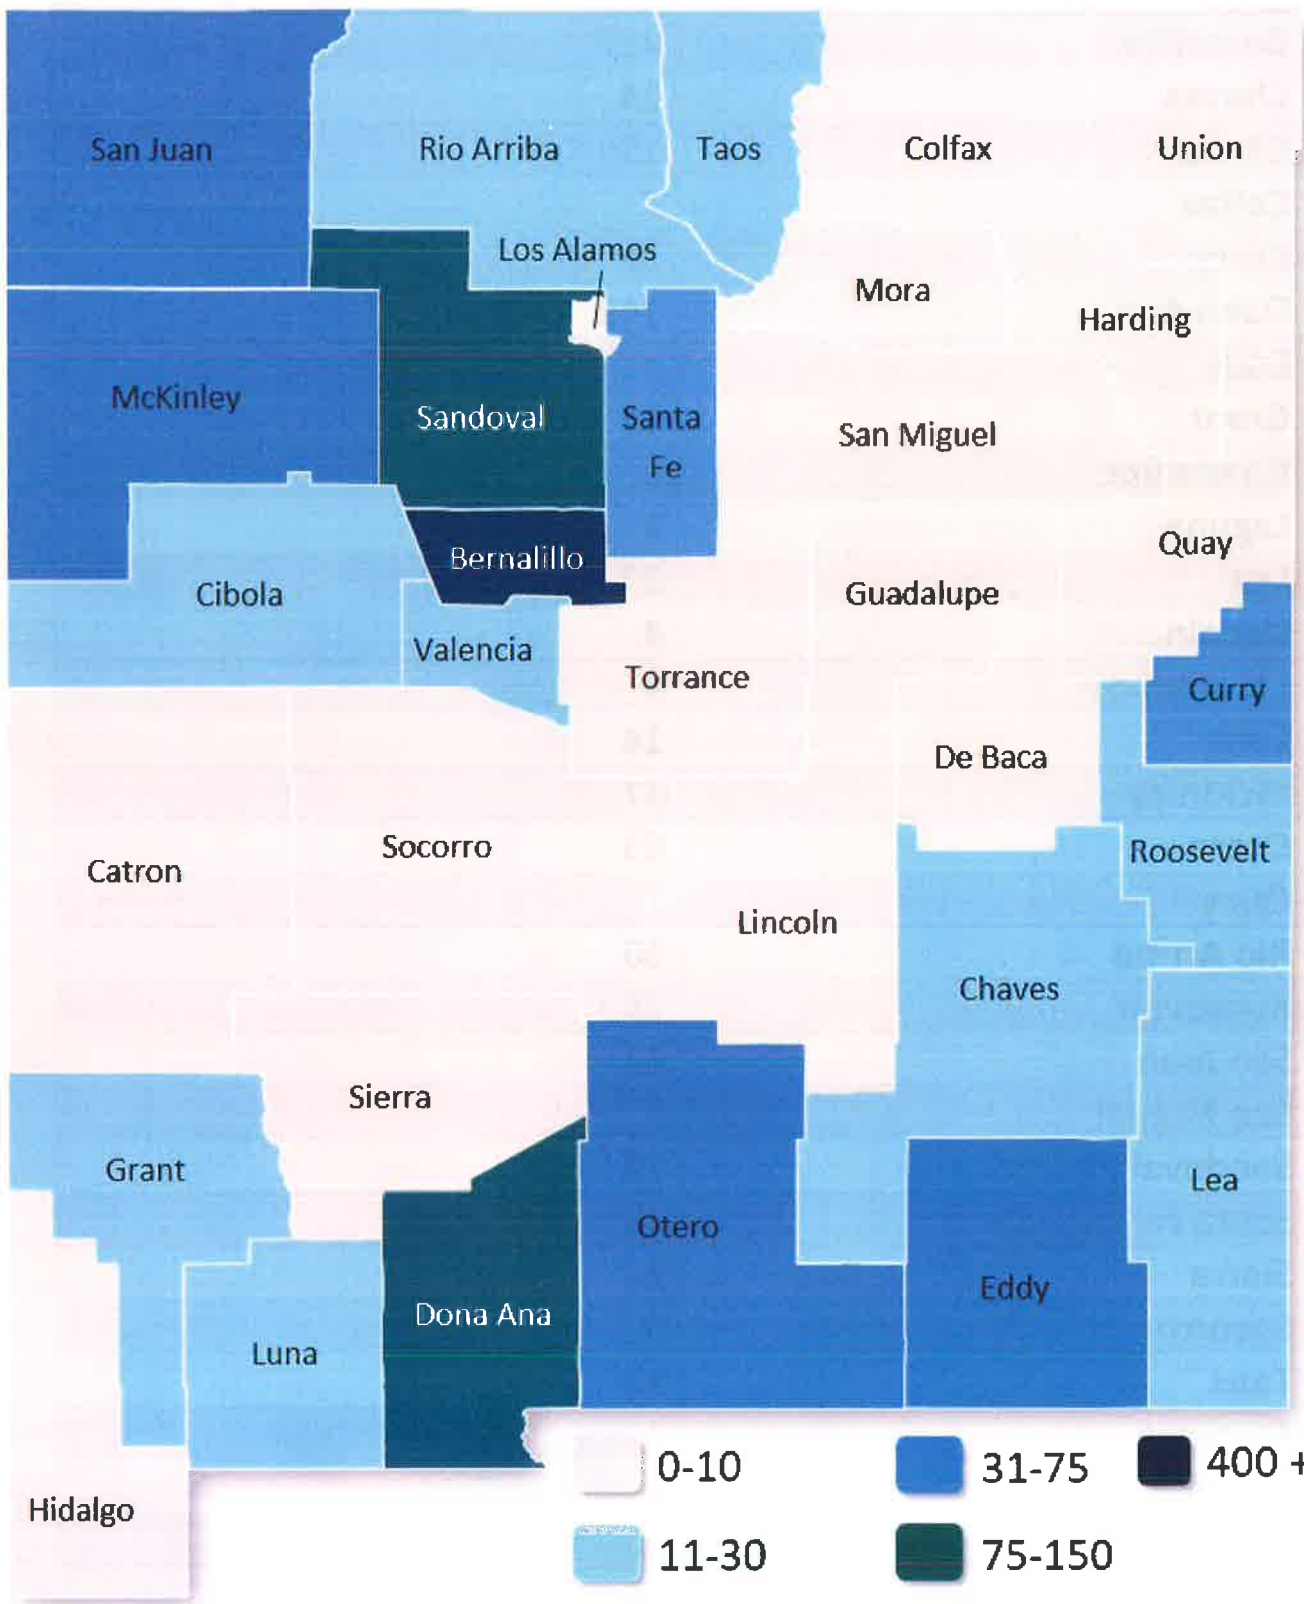 San Juan
Rio Arriba
Taos
Colfax
Union
Los Alamos
Mora
Harding
McKinley
Sandoval
Santa
Fe
San Miguel
Bernalillo
Quay
Cibola
Guadalupe
Valencia
Torrance
Curry
De Baca
Socorro
Roosevelt
Catron
Lincoln
Chaves
Sierra
Grant
Lea
Otero
Eddy
Dona Ana
Luna
Hidalgo
0-10
31-75
400 +
11-30
75-150